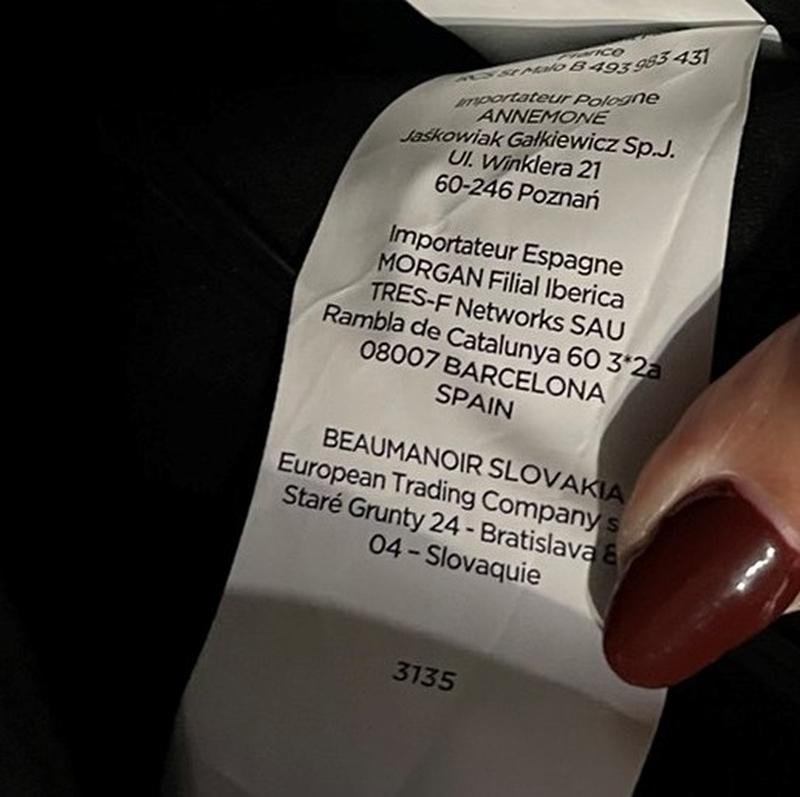 France
RCS St Malo B 493 983 431
Importateur Pologne
ANNEMONE
Jaśkowiak Gałkiewicz Sp.J.
Ul. Winklera 21
60-246 Poznań
Importateur Espagne
MORGAN Filial Iberica
TRES-F Networks SAU
Rambla de Catalunya 60 3*2a
08007 BARCELONA
SPAIN
BEAUMANOIR SLOVAKIA
European Trading Company
Staré Grunty 24 - Bratislava
04 – Slovaquie
3135